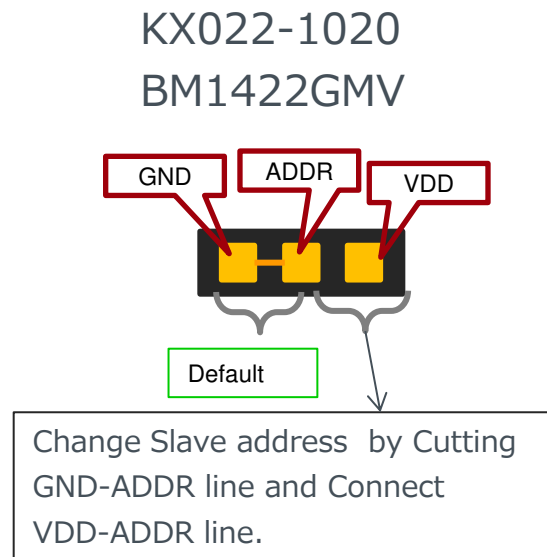 KX022-1020
BM1422GMV
GND
ADDR
VDD
Default
Change Slave address by Cutting
GND-ADDR line and Connect
VDD-ADDR line.